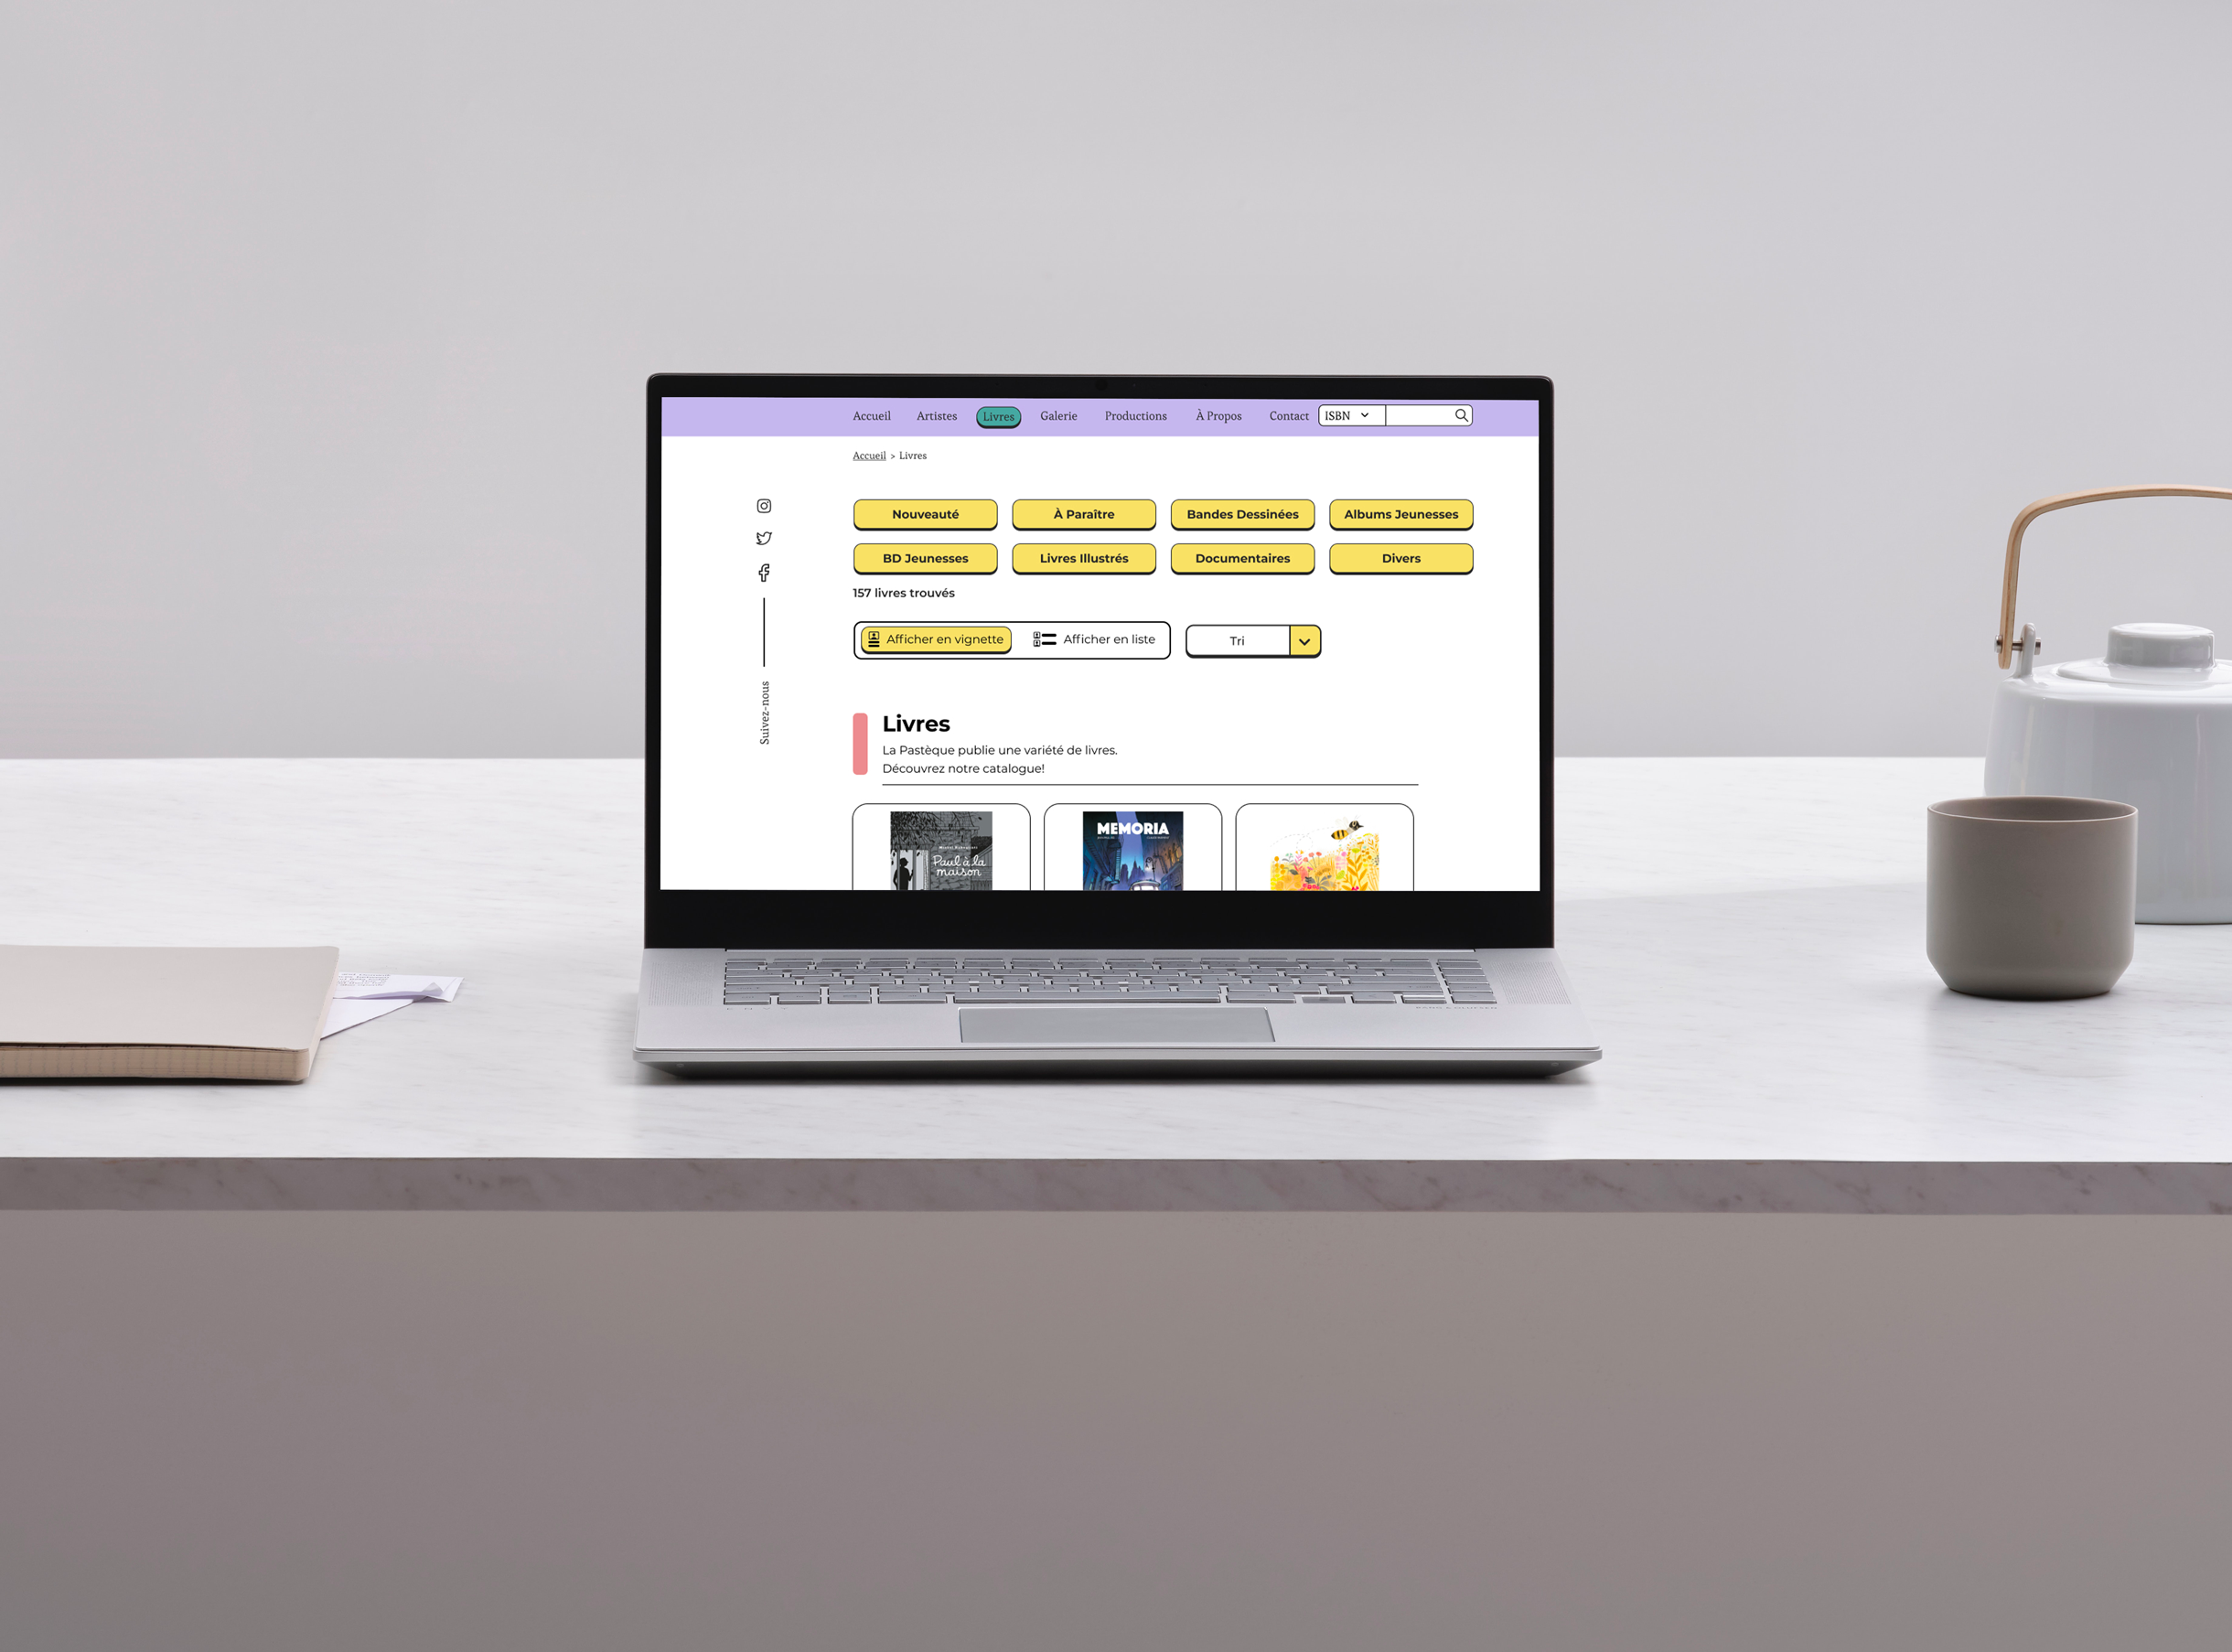 Accueil Artistes Livres Galerie Productions À Propos Contact ISBN
Accueil > Livres
Nouveauté À Paraître Bandes Dessinées Albums Jeunesses
BD Jeunesses Livres Illustrés Documentaires Divers
157 livres trouvés
Afficher en vignette Afficher en liste Tri
Suivez-nous
Livres
La Pastèque publie une variété de livres.
Découvrez notre catalogue!
Paul à la
maison
MEMORIA